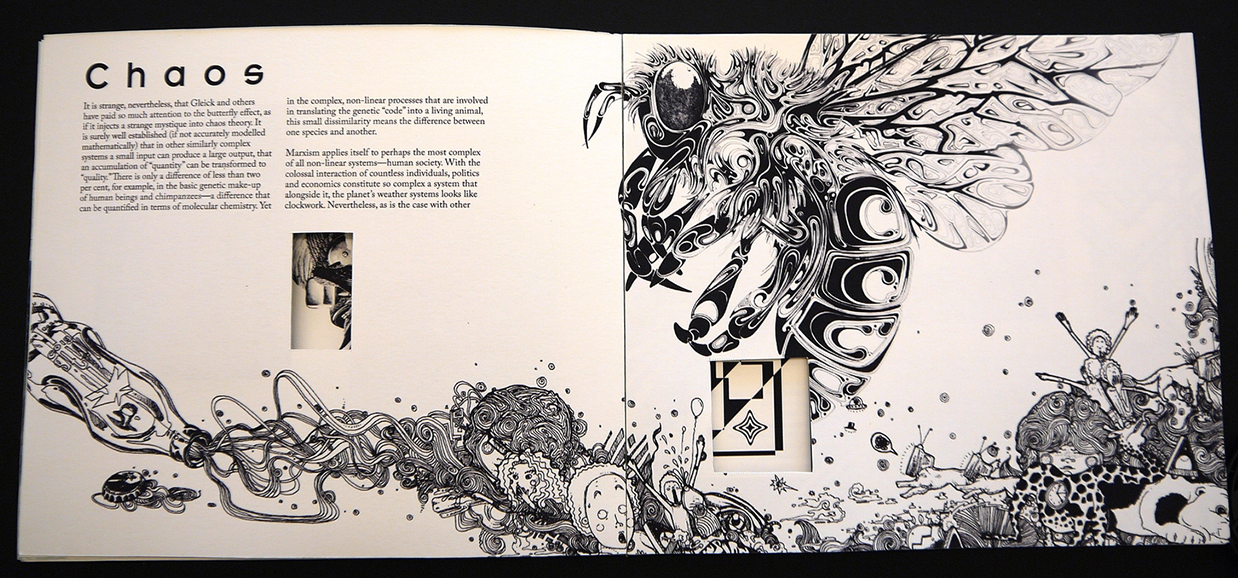 Chaos
It is strange, nevertheless, that Gleick and others
have paid so much attention to the butterfly effect, as
if it injects a strange mystique into chaos theory. It
is surely well established (if not accurately modelled
mathematically) that in other similarly complex
systems a small input can produce a large output, that
an accumulation of "quantity" can be transformed to
"quality." There is only a difference of less than two
per cent, for example, in the basic genetic make-up
of human beings and chimpanzees—a difference that
can be quantified in terms of molecular chemistry. Yet
in the complex, non-linear processes that are involved
in translating the genetic "code" into a living animal,
this small dissimilarity means the difference between
one species and another.
Marxism applies itself to perhaps the most complex
of all non-linear systems—human society. With the
colossal interaction of countless individuals, politics
and economics constitute so complex a system that
alongside it, the planet's weather systems looks like
clockwork. Nevertheless, as is the case with other